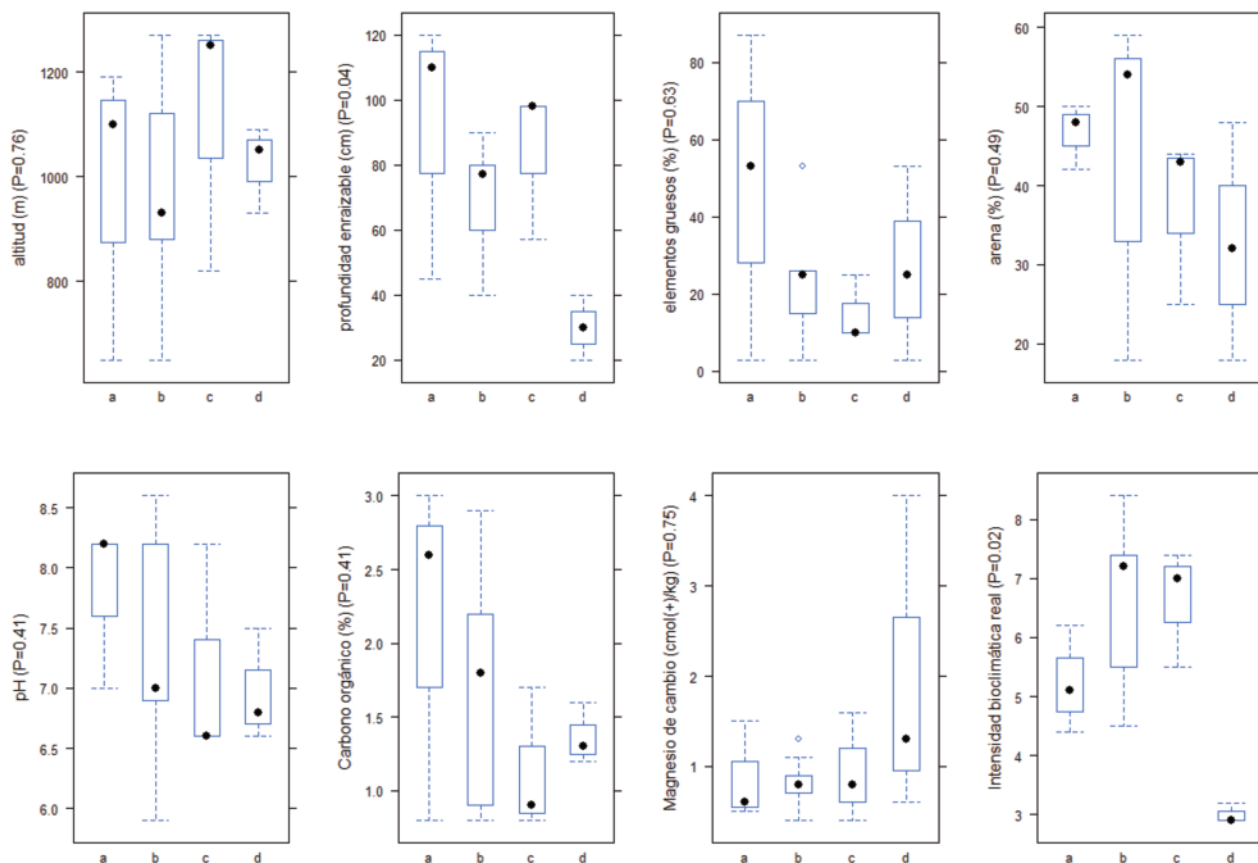 altitud (m) (P=0.76)
1200
1000
800
a b c d
profundidad enraizable (cm) (P=0.04)
120
100
80
60
40
20
a b c d
elementos gruesos (%) (P=0.63)
80
60
40
20
0
a b c d
arena (%) (P=0.49)
60
50
40
30
20
a b c d
pH (P=0.41)
8.5
8.0
7.5
7.0
6.5
6.0
a b c d
Carbono orgánico (%) (P=0.41)
3.0
2.5
2.0
1.5
1.0
a b c d
Magnesio de cambio (cmol(+)/kg) (P=0.75)
4
3
2
1
a b c d
Intensidad bioclimática real (P=0.02)
8
7
6
5
4
3
a b c d